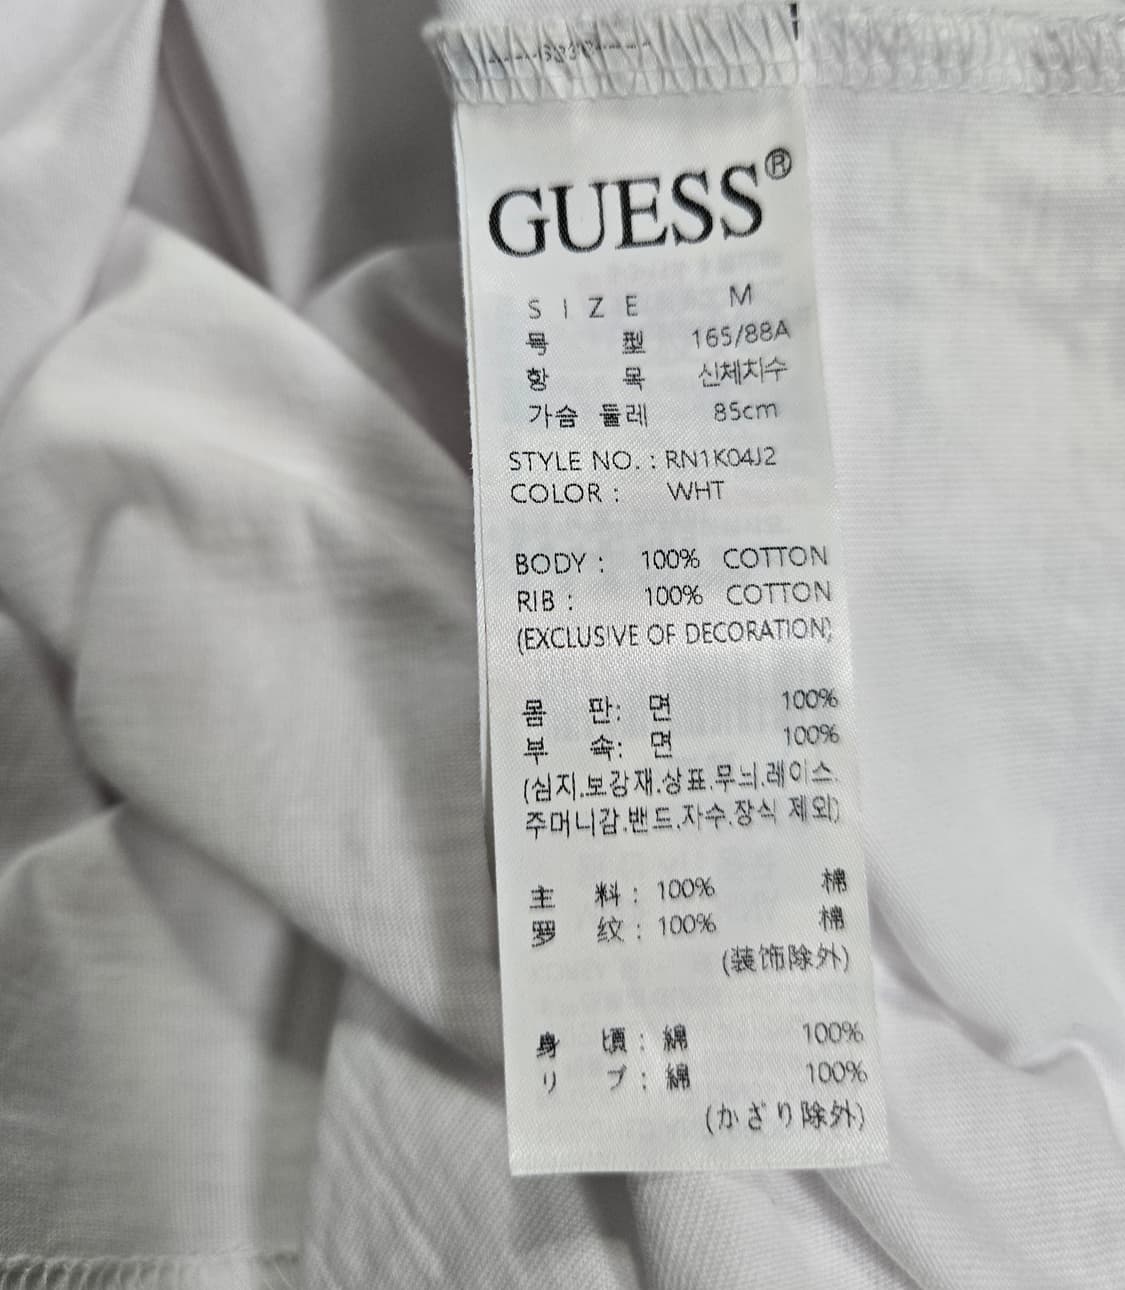 GUESS®
SIZE M
号 型 165/88A
항 목 신체치수
가슴 둘레 85cm
STYLE NO. : RN1K04J2
COLOR : WHT
BODY : 100% COTTON
RIB : 100% COTTON
(EXCLUSIVE OF DECORATION)
몸 판: 면 100%
부 속: 면 100%
(심지.보강재.상표.무늬.레이스.
주머니감.밴드.자수.장식 제외)
主 料 : 100% 棉
罗 纹 : 100% 棉
(装饰除外)
身 頃 : 綿 100%
リ ブ : 綿 100%
(かざり除外)